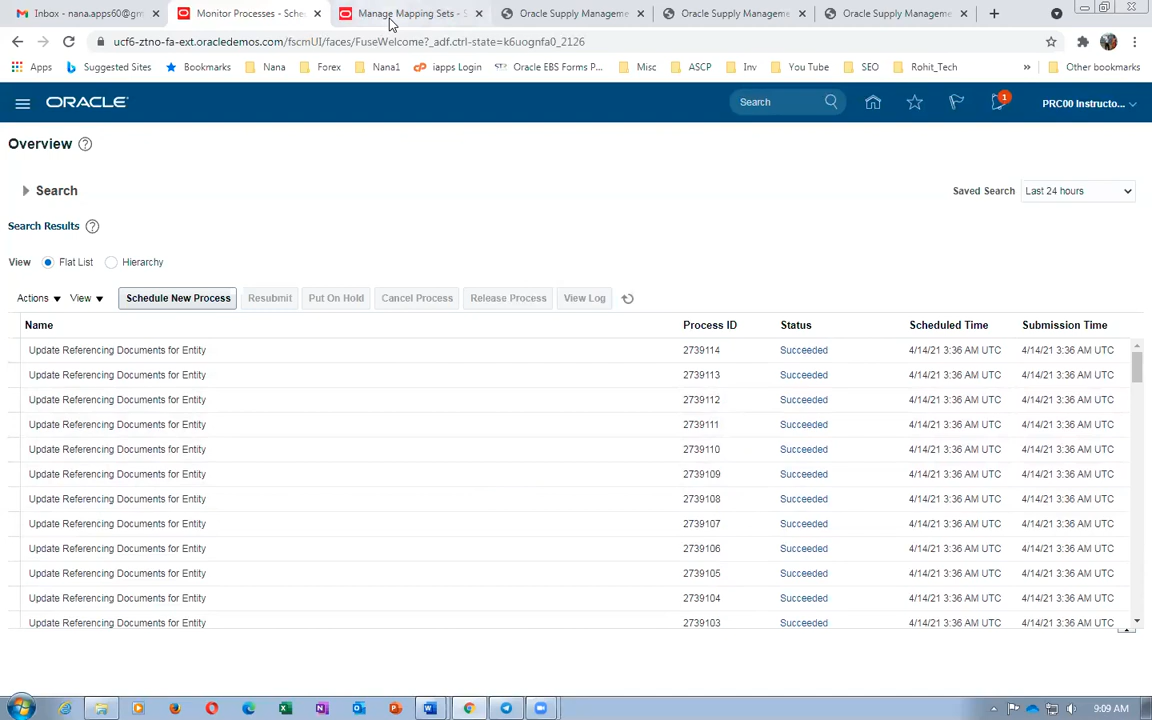 Inbox - nana.apps60@gm
Monitor Processes - Sche
Manage Mapping Sets - S
Oracle Supply Manageme
Oracle Supply Manageme
Oracle Supply Manageme
ucf6-ztno-fa-ext.oracledemos.com/fscmUI/faces/FuseWelcome?_adf.ctrl-state=k6uognfa0_2126
Apps Suggested Sites Bookmarks Nana Forex Nana1 iapps Login Oracle EBS Forms P... Misc ASCP Inv You Tube SEO Rohit_Tech » Other bookmarks
ORACLE Search 1 PRC00 Instructo...
Overview ?
Search Saved Search Last 24 hours
Search Results ?
View Flat List Hierarchy
Actions View Schedule New Process Resubmit Put On Hold Cancel Process Release Process View Log
Name Process ID Status Scheduled Time Submission Time
Update Referencing Documents for Entity 2739114 Succeeded 4/14/21 3:36 AM UTC 4/14/21 3:36 AM UTC
Update Referencing Documents for Entity 2739113 Succeeded 4/14/21 3:36 AM UTC 4/14/21 3:36 AM UTC
Update Referencing Documents for Entity 2739112 Succeeded 4/14/21 3:36 AM UTC 4/14/21 3:36 AM UTC
Update Referencing Documents for Entity 2739111 Succeeded 4/14/21 3:36 AM UTC 4/14/21 3:36 AM UTC
Update Referencing Documents for Entity 2739110 Succeeded 4/14/21 3:36 AM UTC 4/14/21 3:36 AM UTC
Update Referencing Documents for Entity 2739109 Succeeded 4/14/21 3:36 AM UTC 4/14/21 3:36 AM UTC
Update Referencing Documents for Entity 2739108 Succeeded 4/14/21 3:36 AM UTC 4/14/21 3:36 AM UTC
Update Referencing Documents for Entity 2739107 Succeeded 4/14/21 3:36 AM UTC 4/14/21 3:36 AM UTC
Update Referencing Documents for Entity 2739106 Succeeded 4/14/21 3:36 AM UTC 4/14/21 3:36 AM UTC
Update Referencing Documents for Entity 2739105 Succeeded 4/14/21 3:36 AM UTC 4/14/21 3:36 AM UTC
Update Referencing Documents for Entity 2739104 Succeeded 4/14/21 3:36 AM UTC 4/14/21 3:36 AM UTC
Update Referencing Documents for Entity 2739103 Succeeded 4/14/21 3:36 AM UTC 4/14/21 3:36 AM UTC
9:09 AM